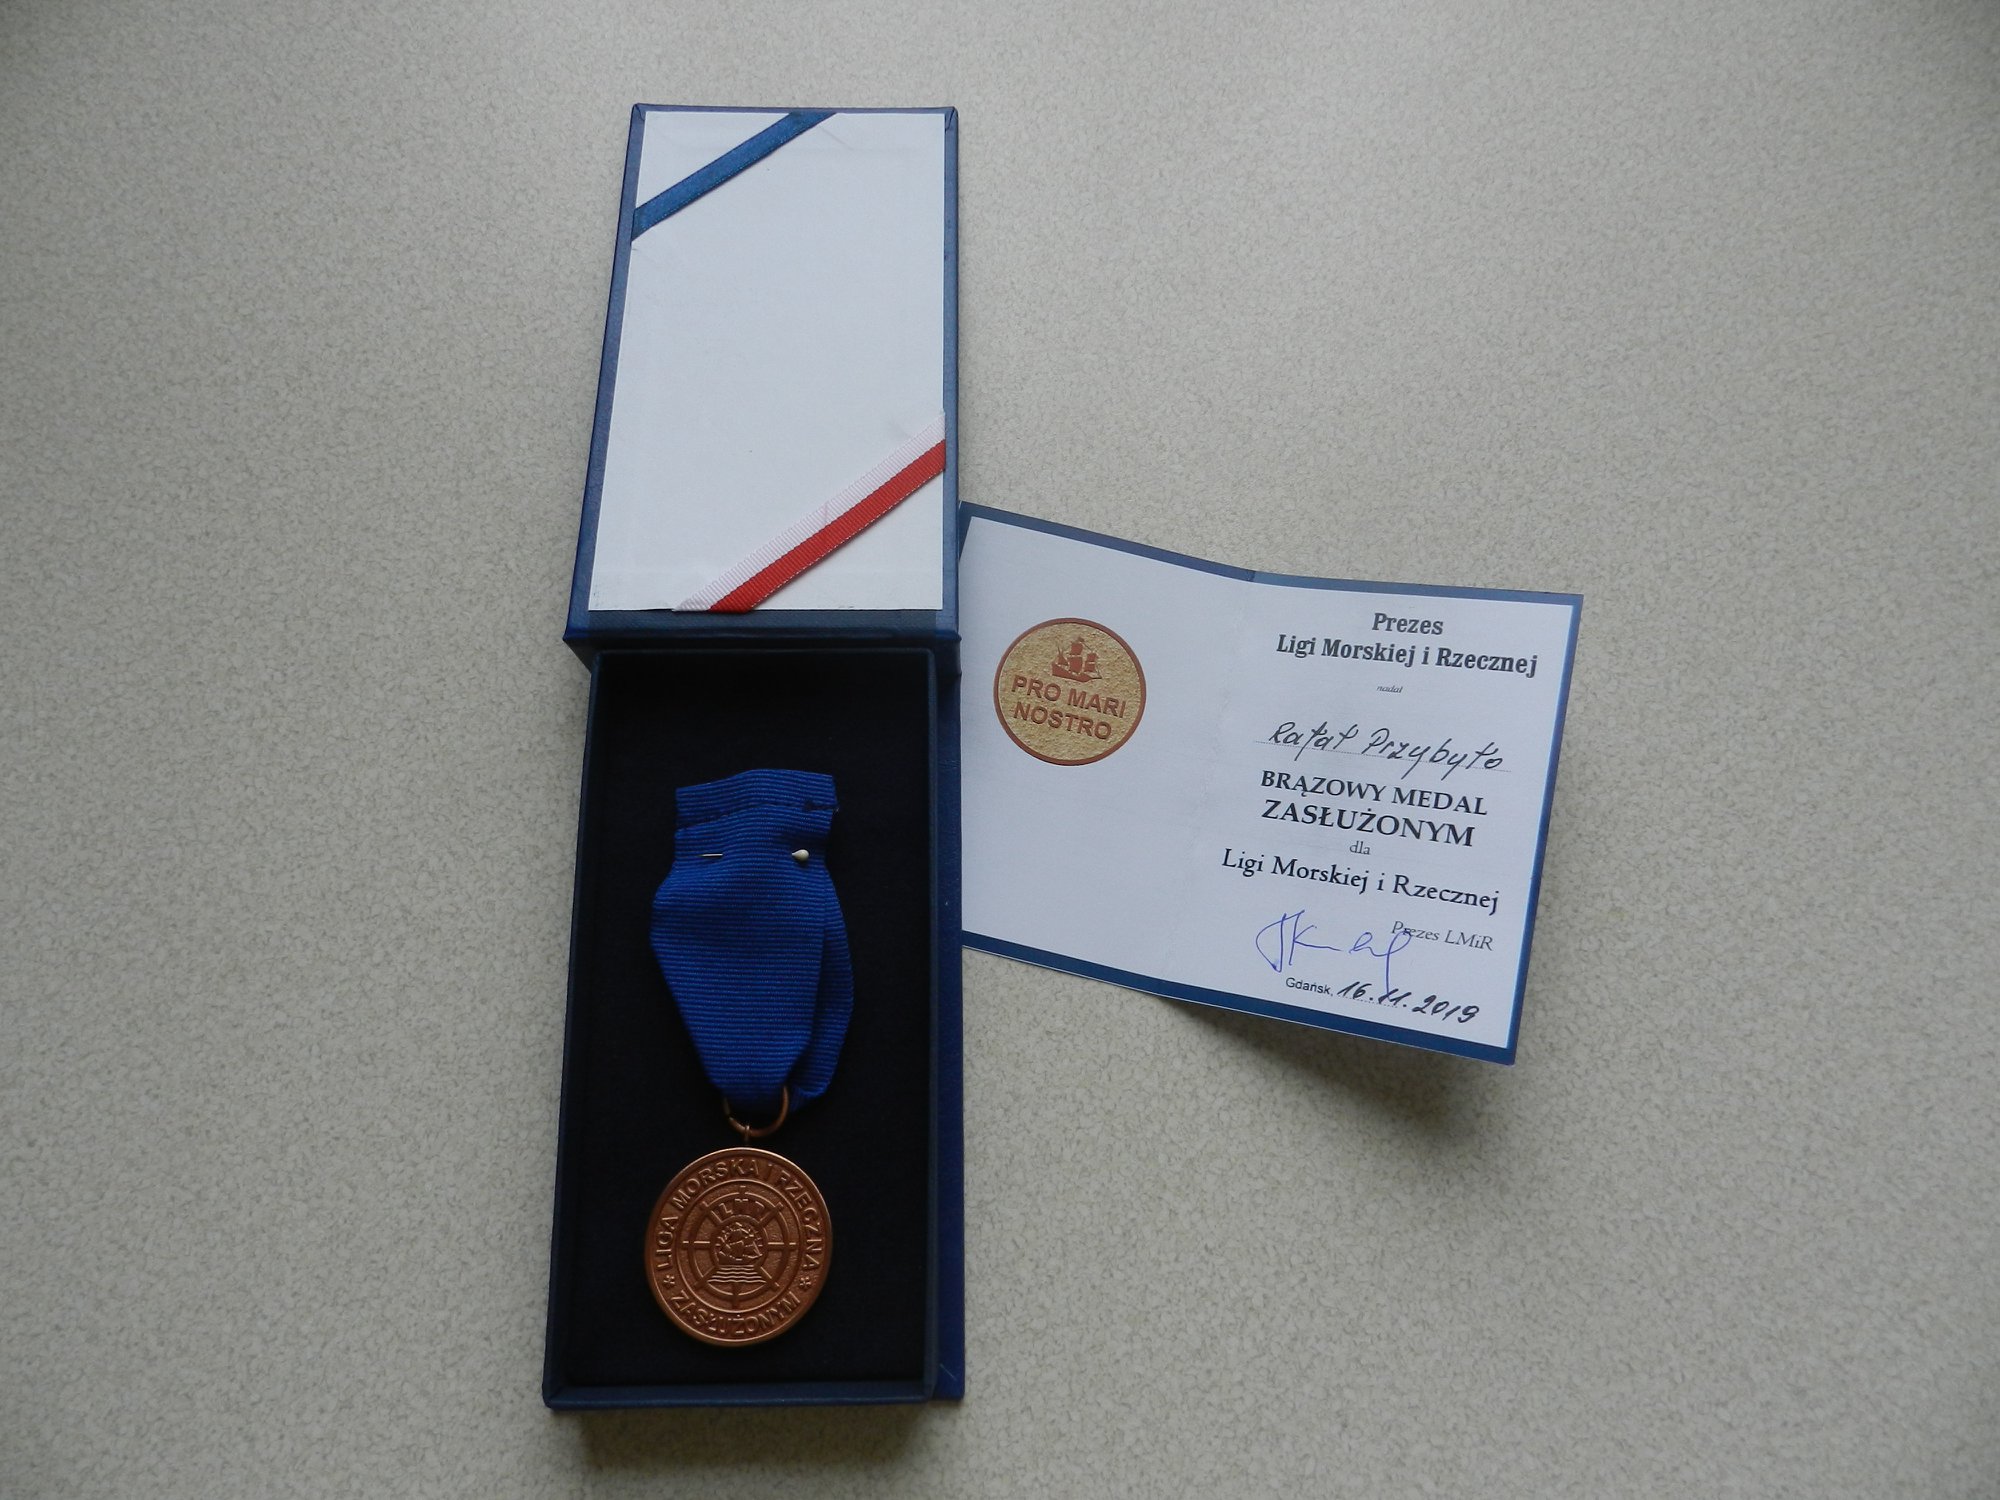 PRO MARI
NOSTRO
Prezes
Ligi Morskiej i Rzecznej
nadał
Rafał Przybyło
BRĄZOWY MEDAL
ZASŁUŻONYM
dla
Ligi Morskiej i Rzecznej
Prezes LMiR
Gdańsk, 16.11.2019
LIGA MORSKA I RZECZNA
ZASŁUŻONYM